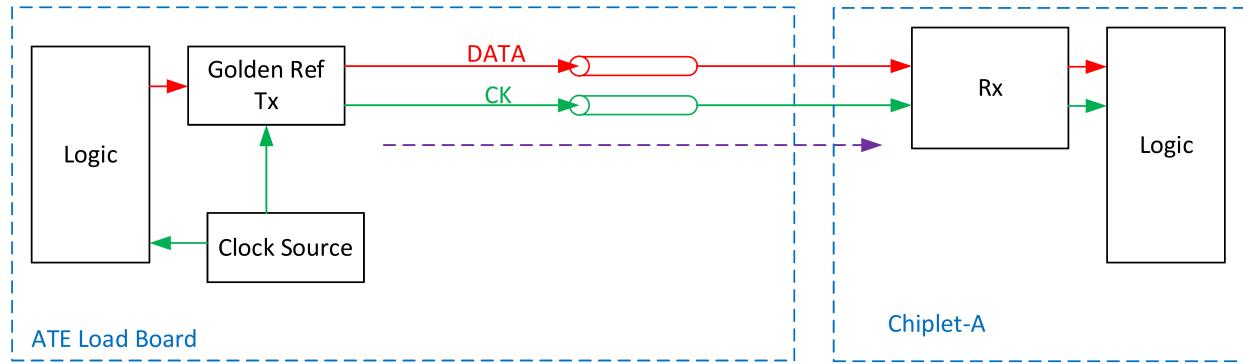 DATA
Golden Ref
Tx
CK
Rx
Logic
Logic
Clock Source
ATE Load Board
Chiplet-A